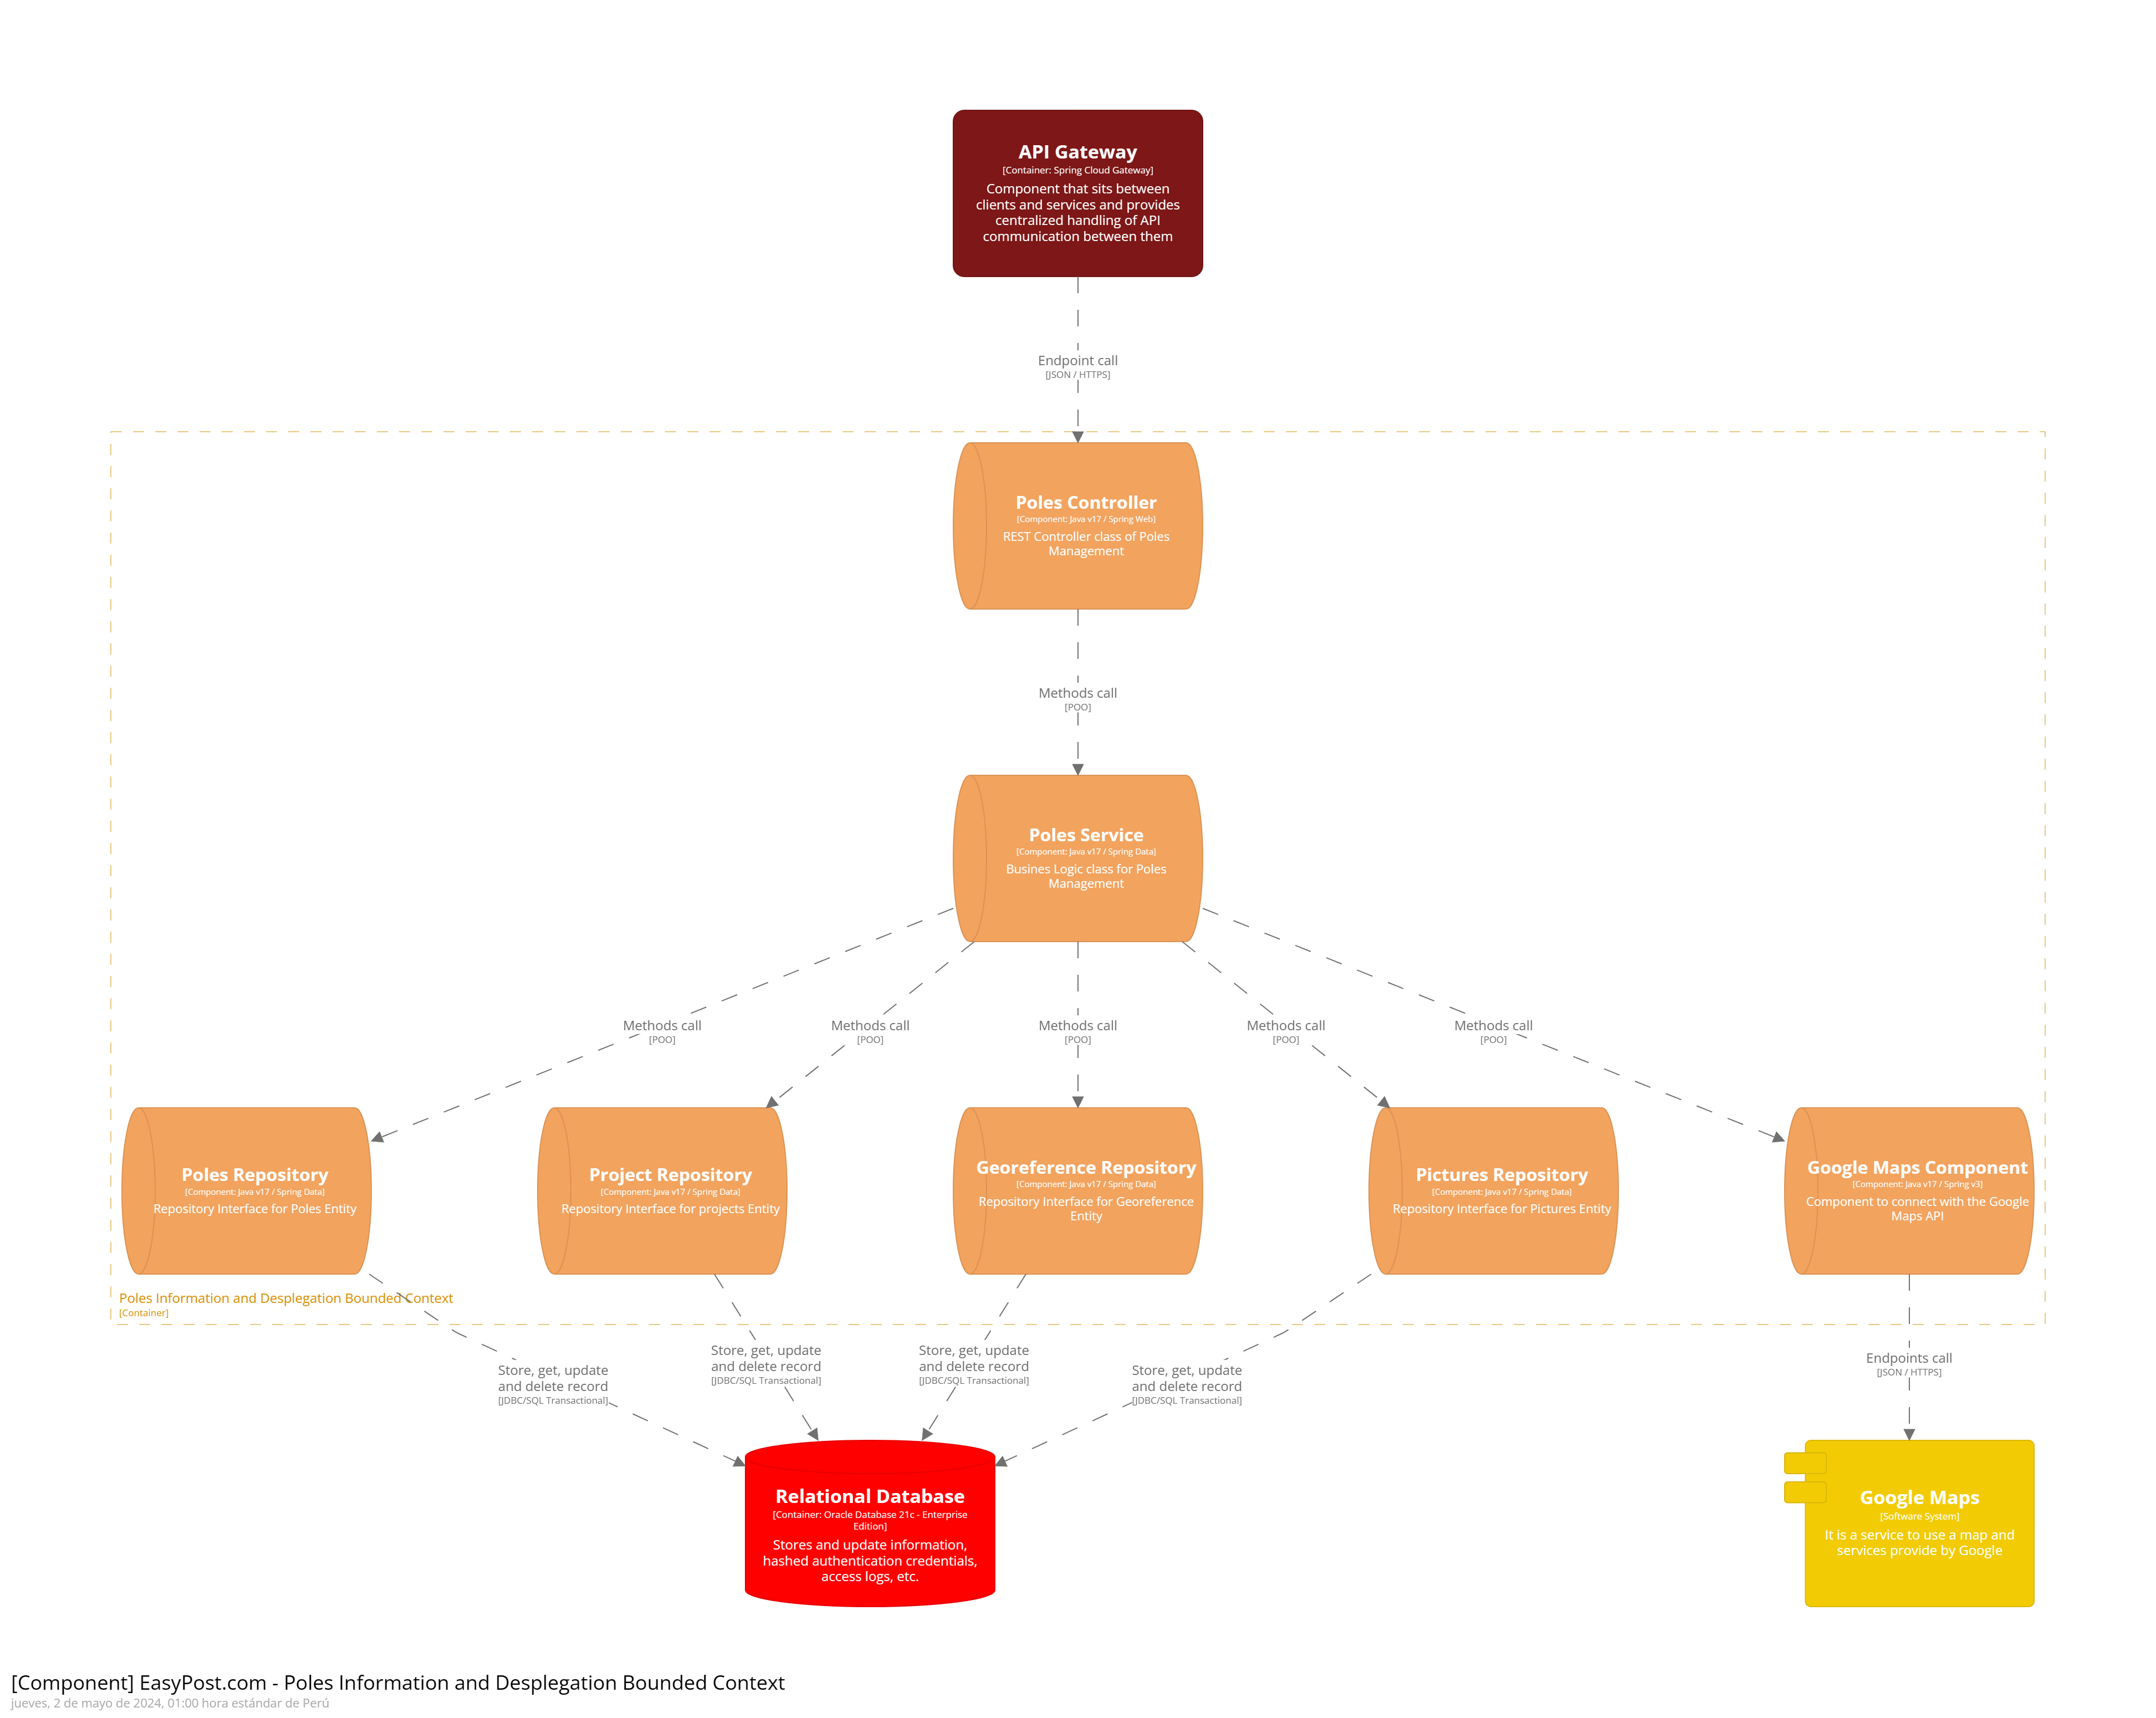 API Gateway
[Container: Spring Cloud Gateway]
Component that sits between
clients and services and provides
centralized handling of API
communication between them
Endpoint call
[JSON / HTTPS]
Poles Controller
[Component: Java v17 / Spring Web]
REST Controller class of Poles
Management
Methods call
[POO]
Poles Service
[Component: Java v17 / Spring Data]
Busines Logic class for Poles
Management
Methods call
[POO]
Methods call
[POO]
Methods call
[POO]
Methods call
[POO]
Methods call
[POO]
Poles Repository
[Component: Java v17 / Spring Data]
Repository Interface for Poles Entity
Project Repository
[Component: Java v17 / Spring Data]
Repository Interface for projects Entity
Georeference Repository
[Component: Java v17 / Spring Data]
Repository Interface for Georeference
Entity
Pictures Repository
[Component: Java v17 / Spring Data]
Repository Interface for Pictures Entity
Google Maps Component
[Component: Java v17 / Spring v3]
Component to connect with the Google
Maps API
Poles Information and Desplegation Bounded Context
[Container]
Store, get, update
and delete record
[JDBC/SQL Transactional]
Store, get, update
and delete record
[JDBC/SQL Transactional]
Store, get, update
and delete record
[JDBC/SQL Transactional]
Store, get, update
and delete record
[JDBC/SQL Transactional]
Endpoints call
[JSON / HTTPS]
Relational Database
[Container: Oracle Database 21c - Enterprise
Edition]
Stores and update information,
hashed authentication credentials,
access logs, etc.
Google Maps
[Software System]
It is a service to use a map and
services provide by Google
[Component] EasyPost.com - Poles Information and Desplegation Bounded Context
jueves, 2 de mayo de 2024, 01:00 hora estándar de Perú